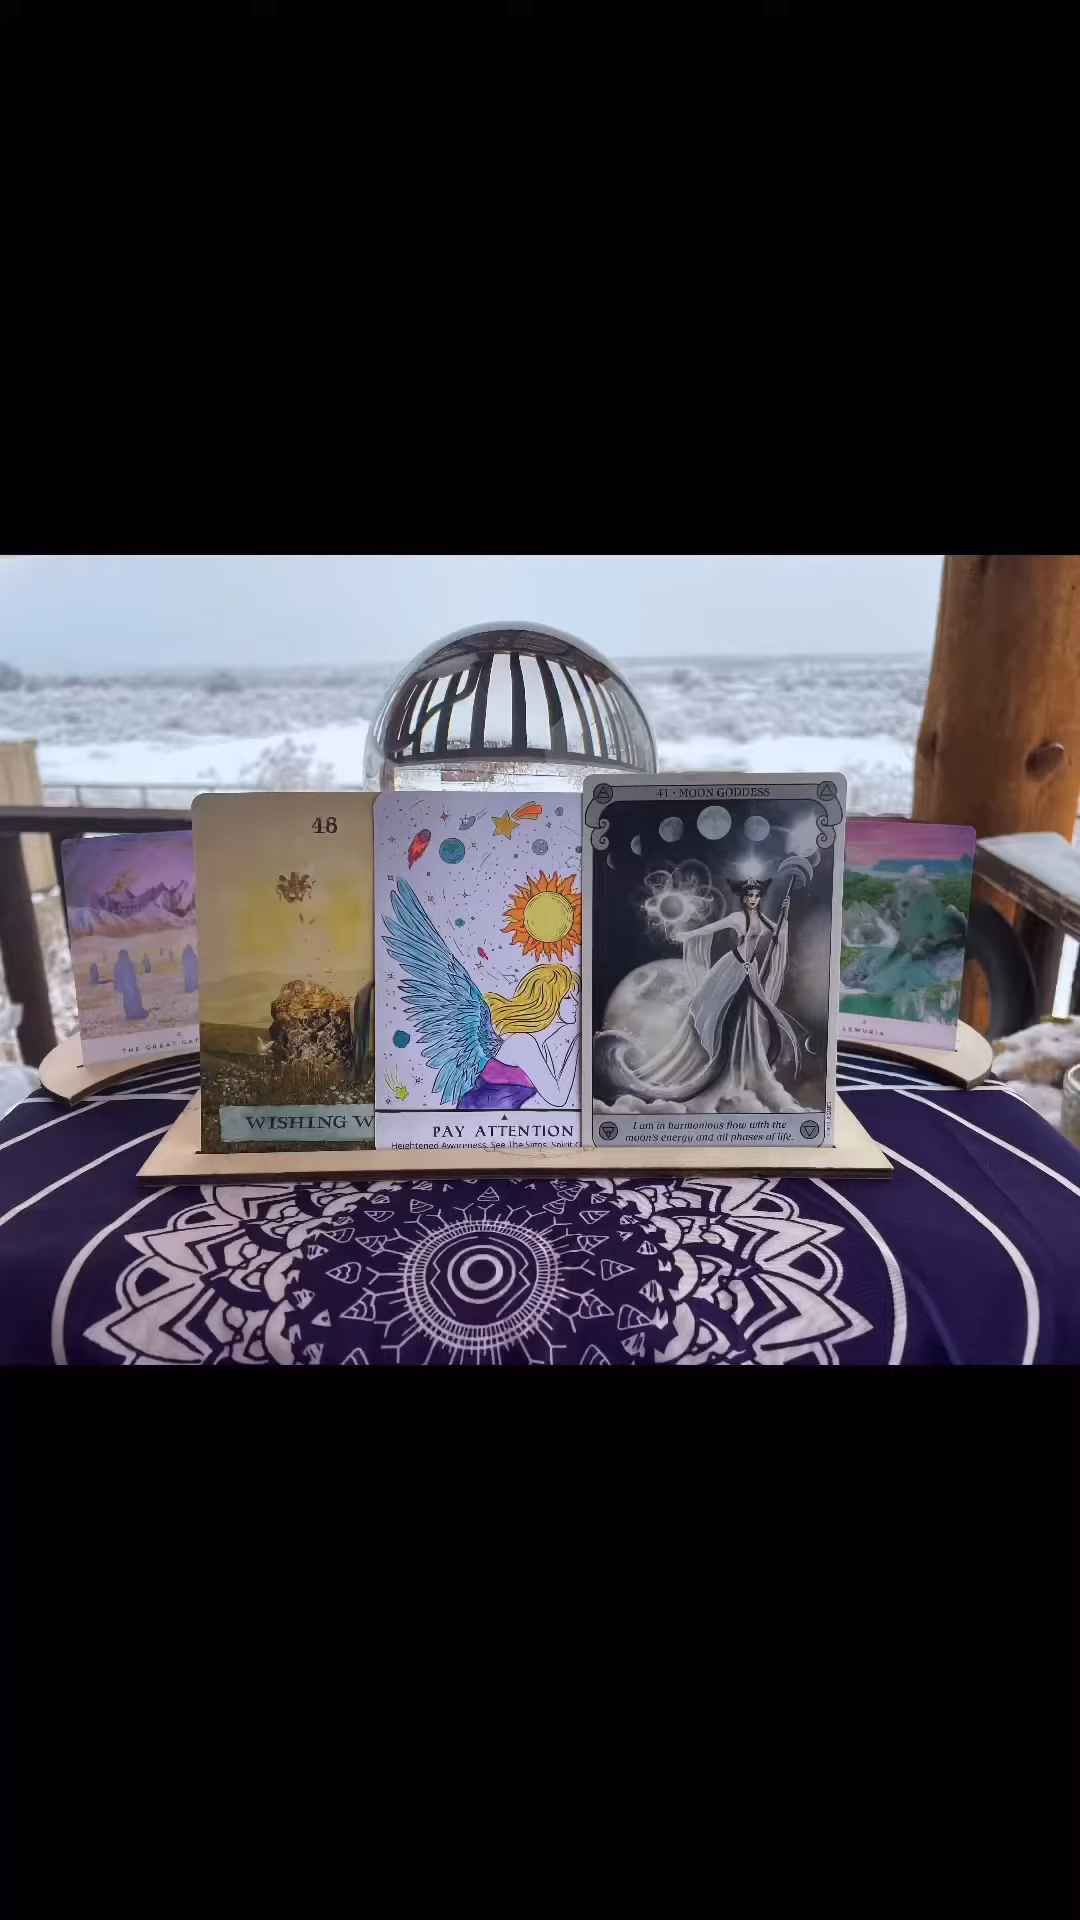 48
WISHING W
PAY ATTENTION
Heightened Awareness, See The Signs, Spirit
41 · MOON GODDESS
I am in harmonious flow with the
moon's energy and all phases of life.
THE GREAT GAT
LEMURIA